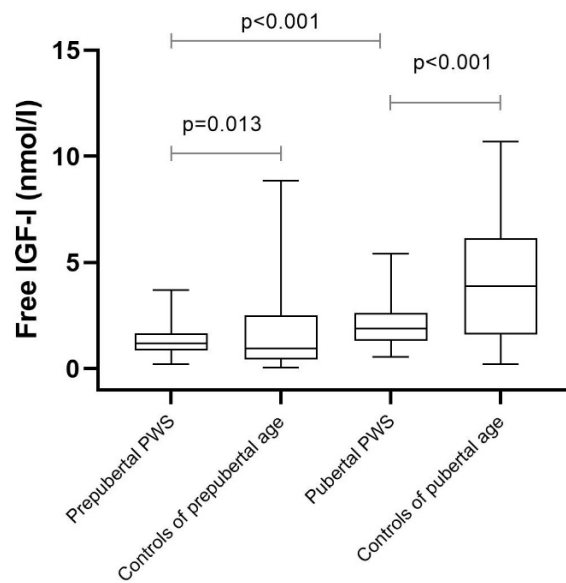 p<0.001
15
p<0.001
p=0.013
10
5
0
Free IGF-I (nmol/l)
Prepubertal PWS
Controls of prepubertal age
Pubertal PWS
Controls of pubertal age